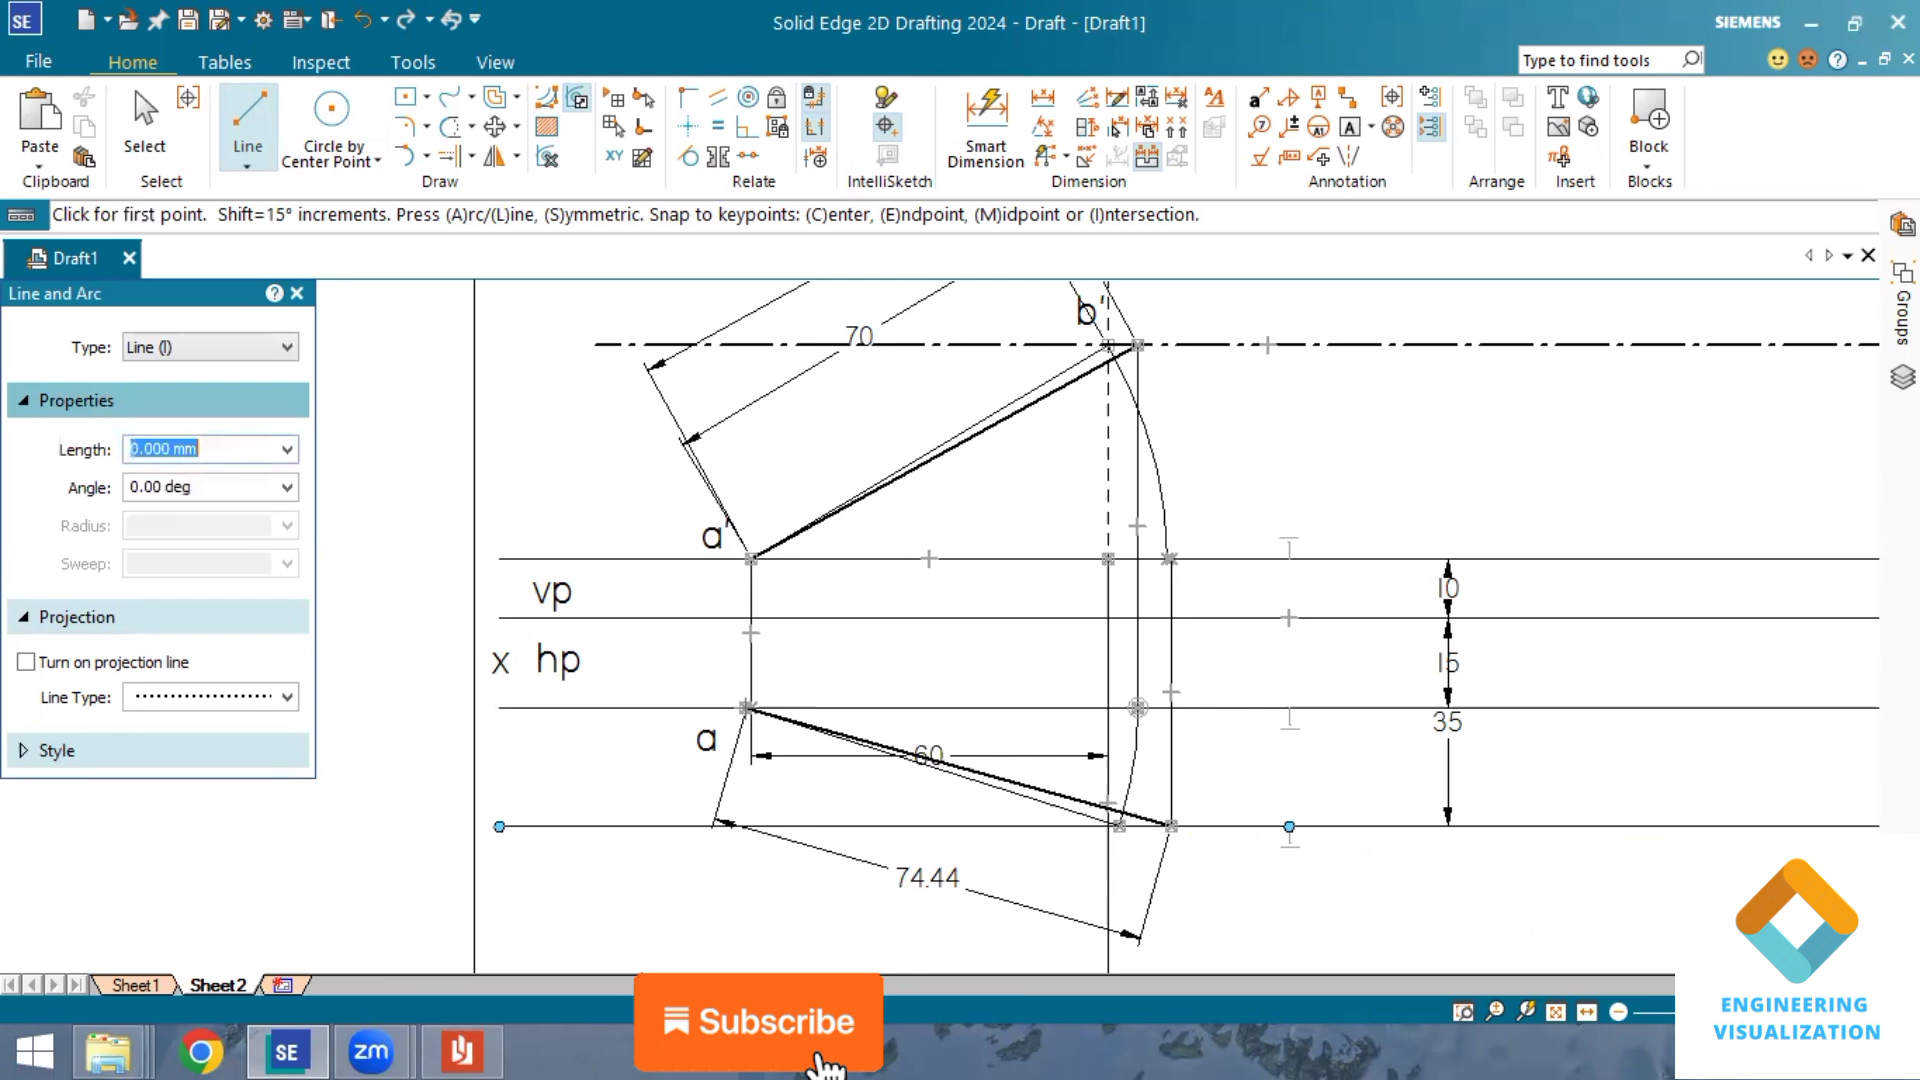 SE
Solid Edge 2D Drafting 2024 - Draft - [Draft1]
SIEMENS
File
Home
Tables
Inspect
Tools
View
Type to find tools
Paste
Select
Line
Circle by
Center Point
Smart
Dimension
Block
XY
Clipboard
Select
Draw
Relate
IntelliSketch
Dimension
Annotation
Arrange
Insert
Blocks
Click for first point. Shift=15° increments. Press (A)rc/(L)ine, (S)ymmetric. Snap to keypoints: (C)enter, (E)ndpoint, (M)idpoint or (I)ntersection.
Draft1
Line and Arc
Type: Line (l)
Properties
Length: 0.000 mm
Angle: 0.00 deg
Radius:
Sweep:
Projection
Turn on projection line
Line Type:
Style
Groups
b'
70
a'
vp
10
x hp
15
35
a
60
74.44
Sheet1
Sheet2
Subscribe
SE
zm
ENGINEERING
VISUALIZATION